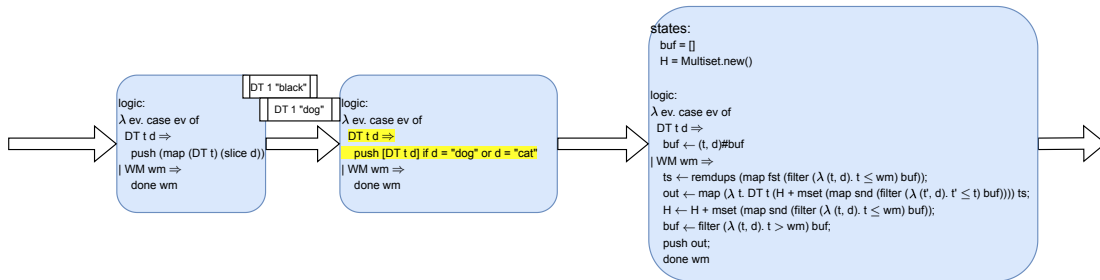 logic:
λ ev. case ev of
DT t d ⇒
push (map (DT t) (slice d))
| WM wm ⇒
done wm
DT 1 "black"
DT 1 "dog"
logic:
λ ev. case ev of
DT t d ⇒
push [DT t d] if d = "dog" or d = "cat"
| WM wm ⇒
done wm
states:
buf = []
H = Multiset.new()
logic:
λ ev. case ev of
DT t d ⇒
buf ← (t, d)#buf
| WM wm ⇒
ts ← remdups (map fst (filter (λ (t, d). t ≤ wm) buf));
out ← map (λ t. DT t (H + mset (map snd (filter (λ (t', d). t' ≤ t) buf)))) ts;
H ← H + mset (map snd (filter (λ (t, d). t ≤ wm) buf));
buf ← filter (λ (t, d). t > wm) buf;
push out;
done wm